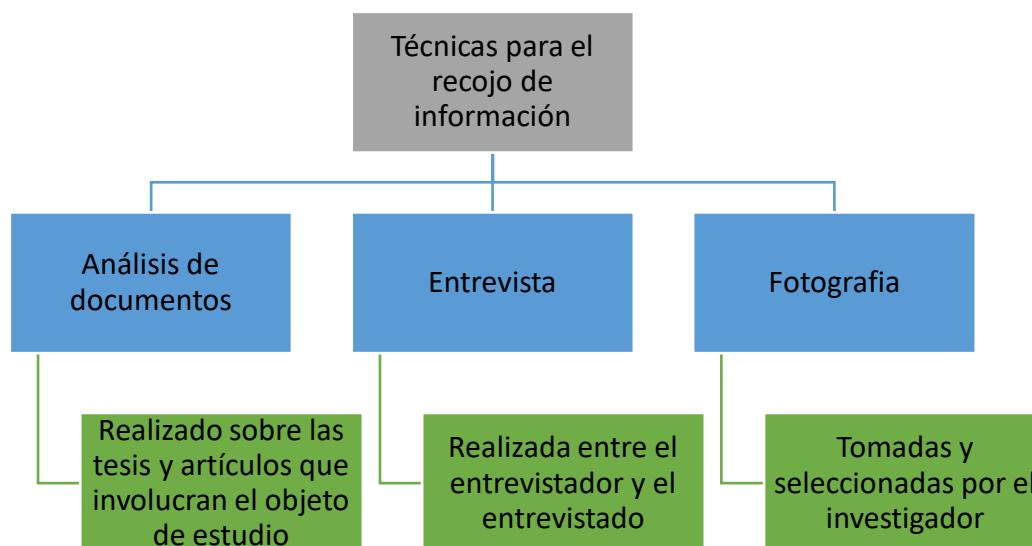 Técnicas para el
recojo de
información
Análisis de
documentos
Entrevista
Fotografia
Realizado sobre las
tesis y artículos que
involucran el objeto
de estudio
Realizada entre el
entrevistador y el
entrevistado
Tomadas y
seleccionadas por el
investigador